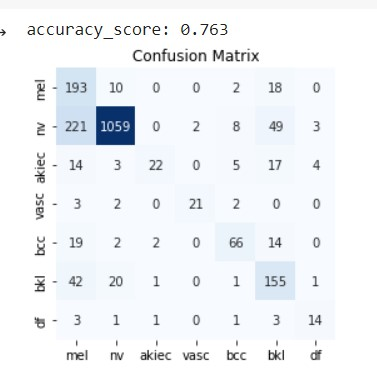 accuracy_score: 0.763
Confusion Matrix
mel 193 10 0 0 2 18 0
nv 221 1059 0 2 8 49 3
akiec 14 3 22 0 5 17 4
vasc 3 2 0 21 2 0 0
bcc 19 2 2 0 66 14 0
bkl 42 20 1 0 1 155 1
df 3 1 1 0 1 3 14
mel nv akiec vasc bcc bkl df